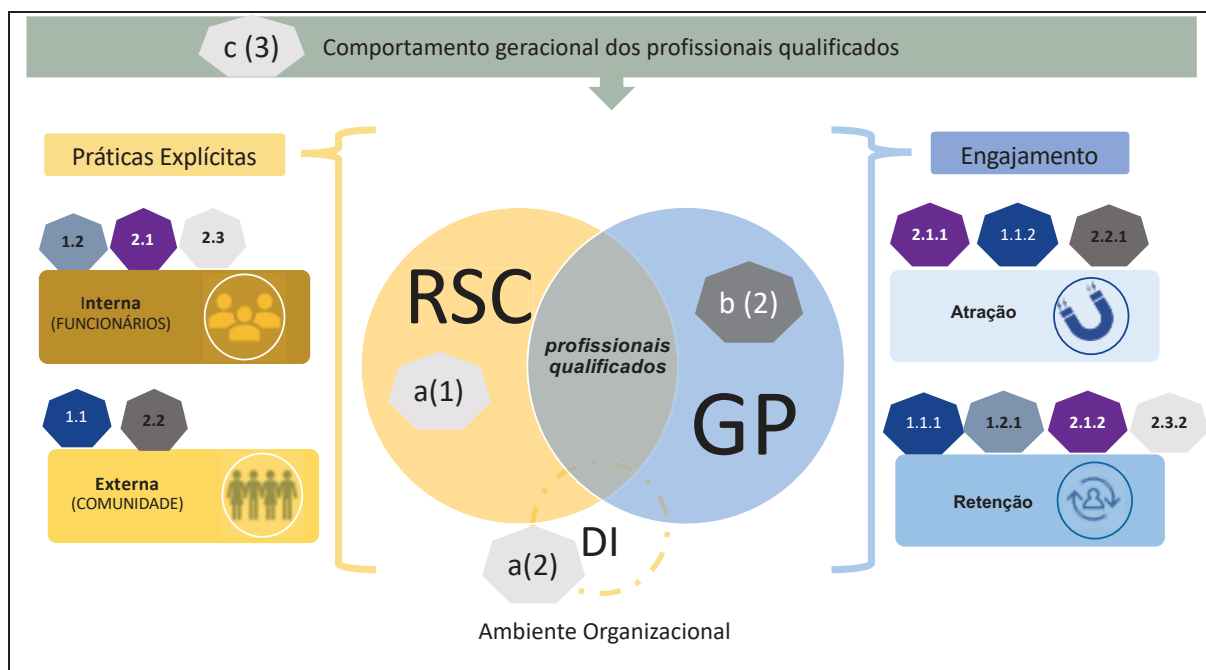 c (3) Comportamento geracional dos profissionais qualificados
Práticas Explícitas
1.2 2.1 2.3
Interna
(FUNCIONÁRIOS)
1.1 2.2
Externa
(COMUNIDADE)
RSC
a(1)
profissionais
qualificados
b (2)
GP
DI
a(2)
Ambiente Organizacional
Engajamento
2.1.1 1.1.2 2.2.1
Atração
1.1.1 1.2.1 2.1.2 2.3.2
Retenção